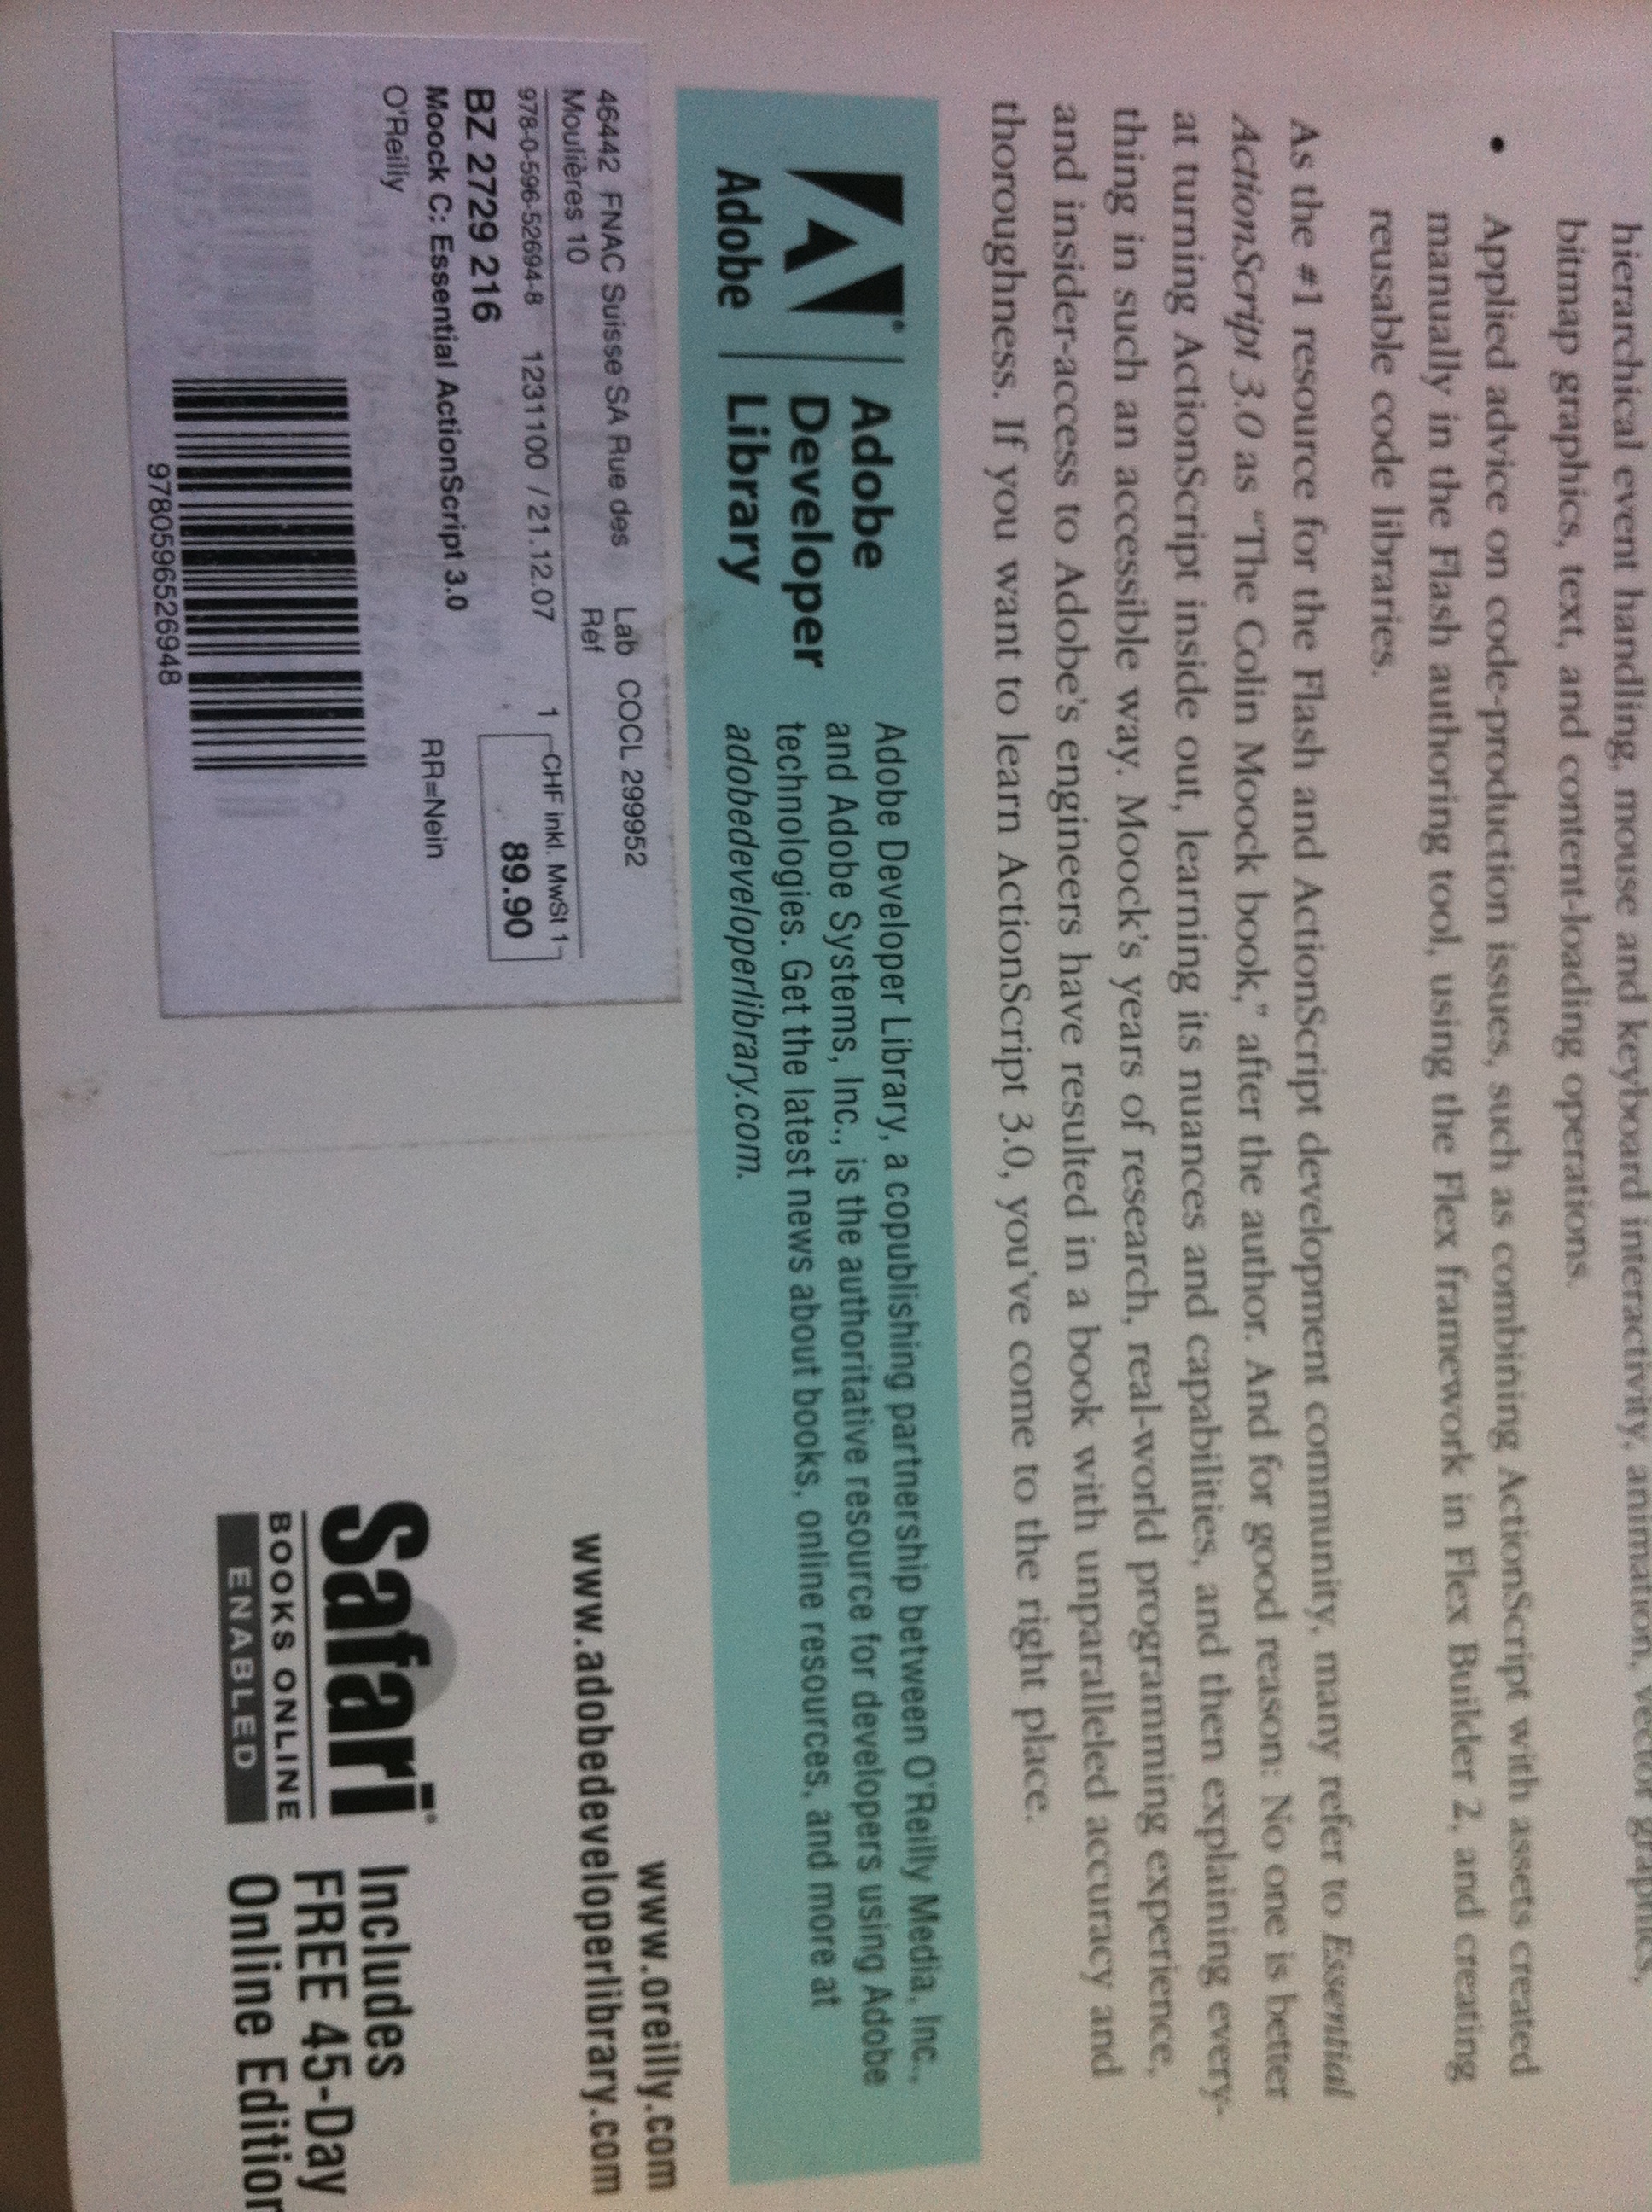 hierarchical event handling, mouse and keyboard interactivity, animation, vector graphics,
bitmap graphics, text, and content-loading operations.
• Applied advice on code-production issues, such as combining ActionScript with assets created
manually in the Flash authoring tool, using the Flex framework in Flex Builder 2, and creating
reusable code libraries.
As the #1 resource for the Flash and ActionScript development community, many refer to Essential
ActionScript 3.0 as “The Colin Moock book,” after the author. And for good reason: No one is better
at turning ActionScript inside out, learning its nuances and capabilities, and then explaining every-
thing in such an accessible way. Moock’s years of research, real-world programming experience,
and insider-access to Adobe’s engineers have resulted in a book with unparalleled accuracy and
thoroughness. If you want to learn ActionScript 3.0, you’ve come to the right place.
Adobe
Adobe
Developer
Library
Adobe Developer Library, a copublishing partnership between O'Reilly Media, Inc.,
and Adobe Systems, Inc., is the authoritative resource for developers using Adobe
technologies. Get the latest news about books, online resources, and more at
adobedeveloperlibrary.com.
46442 FNAC Suisse SA Rue des Lab COCL 299952
Moulières 10 Réf
978-0-596-52694-8 1231100 / 21.12.07 1 CHF inkl. MwSt 1
BZ 2729 216 89.90
Moock C: Essential ActionScript 3.0
O'Reilly RR=Nein
9780596526948
www.oreilly.com
www.adobedeveloperlibrary.com
Safari®
BOOKS ONLINE
ENABLED
Includes
FREE 45-Day
Online Edition